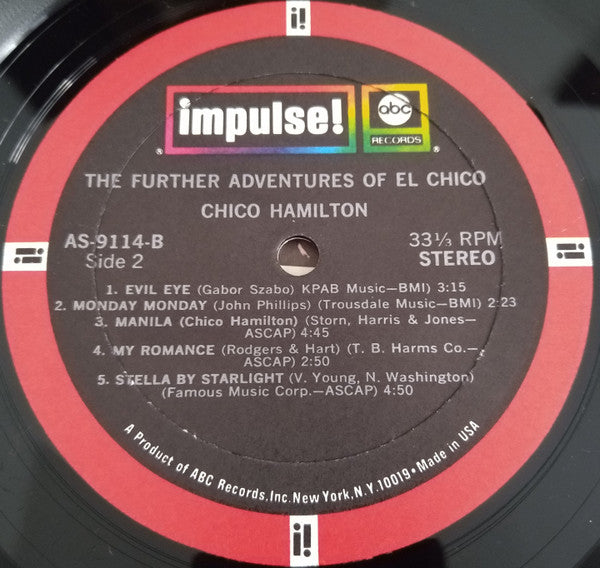 i!
impulse!
abc
RECORDS
®
®
THE FURTHER ADVENTURES OF EL CHICO
CHICO HAMILTON
AS-9114-B
33⅓ RPM
Side 2
STEREO
i!
i!
1. EVIL EYE (Gabor Szabo) KPAB Music—BMI) 3:15
2. MONDAY MONDAY (John Phillips) (Trousdale Music—BMI) 2:23
3. MANILA (Chico Hamilton) (Storn, Harris & Jones—
ASCAP) 4:45
4. MY ROMANCE (Rodgers & Hart) (T. B. Harms Co.—
ASCAP) 2:50
5. STELLA BY STARLIGHT (V. Young, N. Washington)
(Famous Music Corp.—ASCAP) 4:50
A Product of ABC Records, Inc. New York, N.Y. 10019 • Made in USA
i!